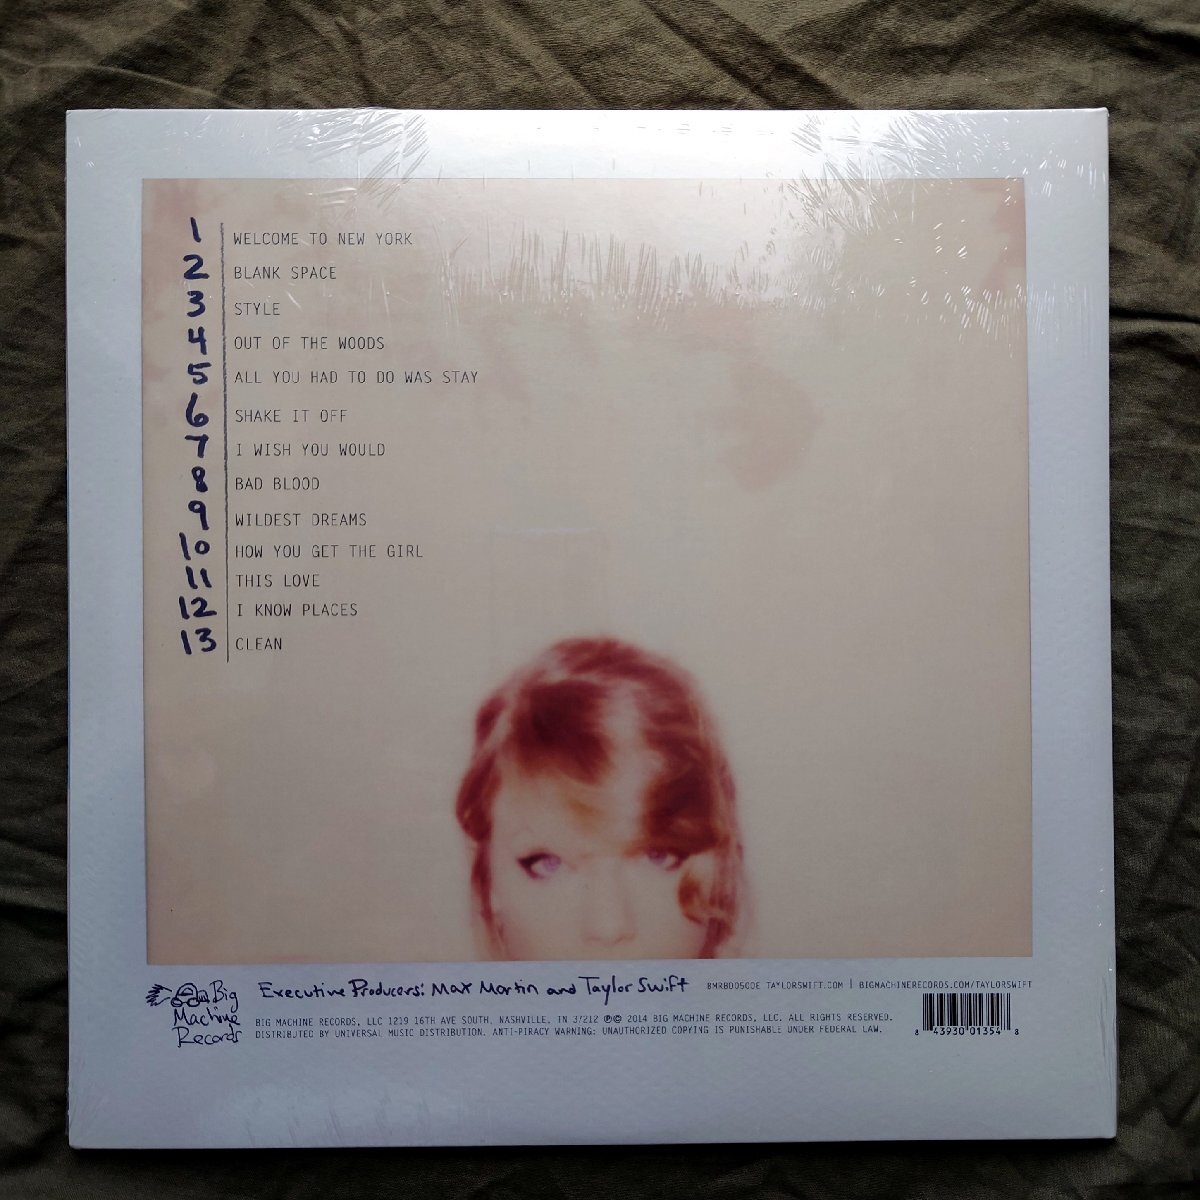 1 WELCOME TO NEW YORK
2 BLANK SPACE
3 STYLE
4 OUT OF THE WOODS
5 ALL YOU HAD TO DO WAS STAY
6 SHAKE IT OFF
7 I WISH YOU WOULD
8 BAD BLOOD
9 WILDEST DREAMS
10 HOW YOU GET THE GIRL
11 THIS LOVE
12 I KNOW PLACES
13 CLEAN
Big
Machine
Records
Executive Producers: Max Martin and Taylor Swift
BMRBD0500E TAYLORSWIFT.COM | BIGMACHINERECORDS.COM/TAYLORSWIFT
BIG MACHINE RECORDS, LLC 1219 16TH AVE SOUTH, NASHVILLE, TN 37212 ℗© 2014 BIG MACHINE RECORDS, LLC. ALL RIGHTS RESERVED.
DISTRIBUTED BY UNIVERSAL MUSIC DISTRIBUTION. ANTI-PIRACY WARNING: UNAUTHORIZED COPYING IS PUNISHABLE UNDER FEDERAL LAW.
8 43930 01354 8